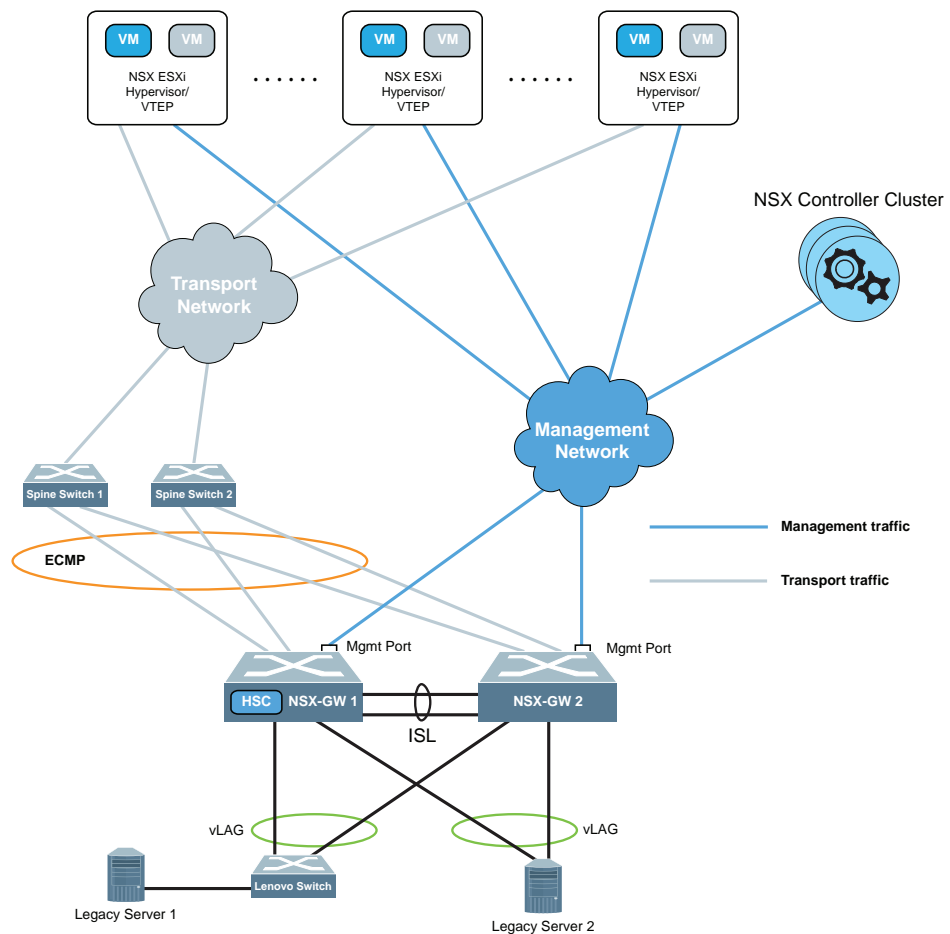 VM VM
NSX ESXi
Hypervisor/
VTEP
VM VM
NSX ESXi
Hypervisor/
VTEP
VM VM
NSX ESXi
Hypervisor/
VTEP
NSX Controller Cluster
Transport
Network
Management
Network
Spine Switch 1
Spine Switch 2
ECMP
Management traffic
Transport traffic
Mgmt Port
Mgmt Port
HSC NSX-GW 1
NSX-GW 2
ISL
vLAG
vLAG
Lenovo Switch
Legacy Server 1
Legacy Server 2